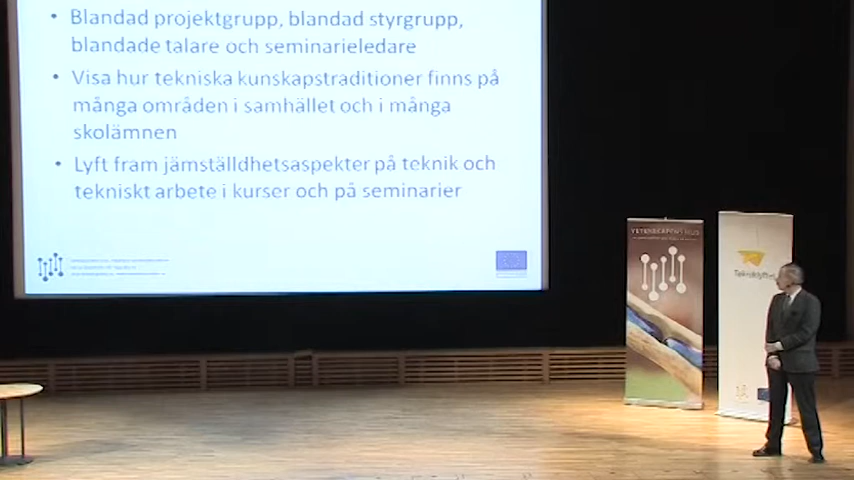 • Blandad projektgrupp, blandad styrgrupp,
blandade talare och seminarieledare
• Visa hur tekniska kunskapstraditioner finns på
många områden i samhället och i många
skolämnen
• Lyft fram jämställdhetsaspekter på teknik och
tekniskt arbete i kurser och på seminarier
VETENSKAPENS HUS
Tekniklyftet